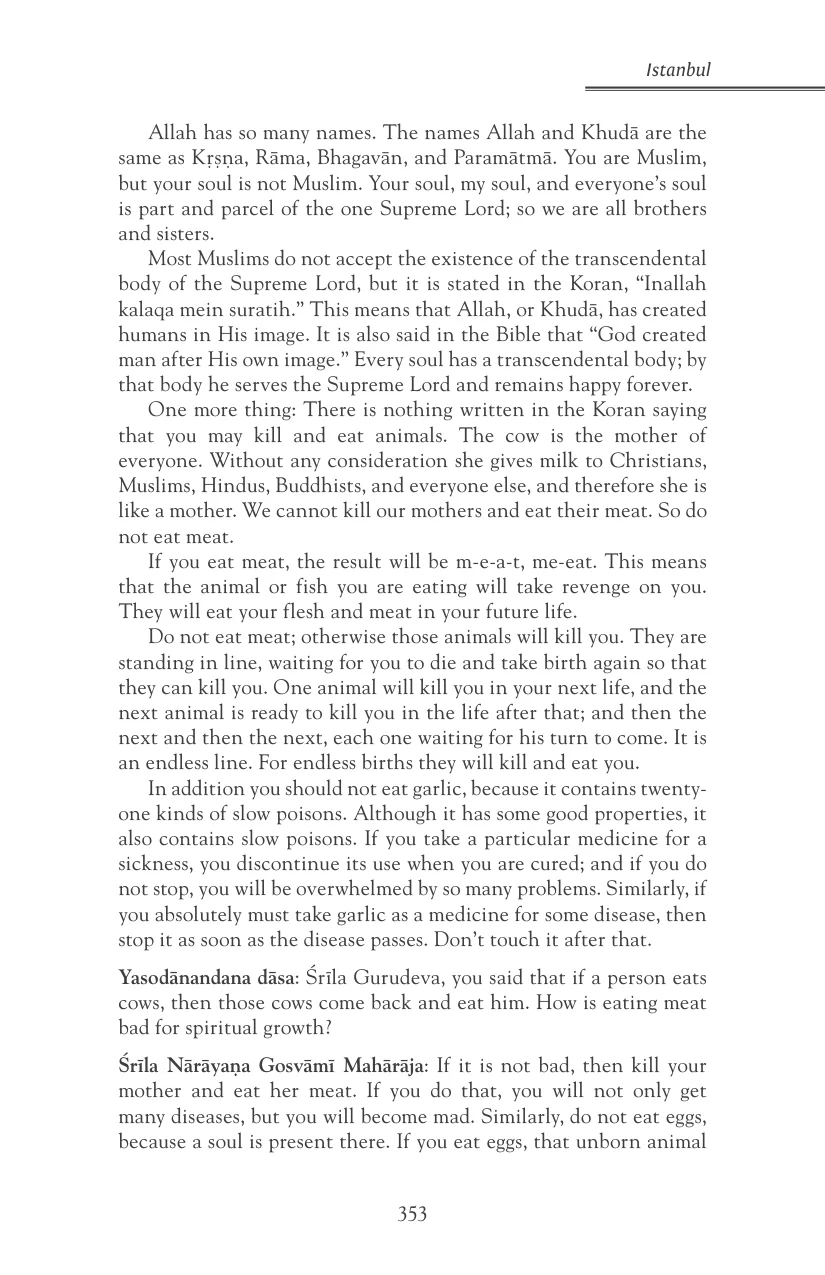 Istanbul
Allah has so many names. The names Allah and Khudā are the
same as Kṛṣṇa, Rāma, Bhagavān, and Paramātmā. You are Muslim,
but your soul is not Muslim. Your soul, my soul, and everyone’s soul
is part and parcel of the one Supreme Lord; so we are all brothers
and sisters.
Most Muslims do not accept the existence of the transcendental
body of the Supreme Lord, but it is stated in the Koran, “Inallah
kalaqa mein suratih.” This means that Allah, or Khudā, has created
humans in His image. It is also said in the Bible that “God created
man after His own image.” Every soul has a transcendental body; by
that body he serves the Supreme Lord and remains happy forever.
One more thing: There is nothing written in the Koran saying
that you may kill and eat animals. The cow is the mother of
everyone. Without any consideration she gives milk to Christians,
Muslims, Hindus, Buddhists, and everyone else, and therefore she is
like a mother. We cannot kill our mothers and eat their meat. So do
not eat meat.
If you eat meat, the result will be m-e-a-t, me-eat. This means
that the animal or fish you are eating will take revenge on you.
They will eat your flesh and meat in your future life.
Do not eat meat; otherwise those animals will kill you. They are
standing in line, waiting for you to die and take birth again so that
they can kill you. One animal will kill you in your next life, and the
next animal is ready to kill you in the life after that; and then the
next and then the next, each one waiting for his turn to come. It is
an endless line. For endless births they will kill and eat you.
In addition you should not eat garlic, because it contains twenty-
one kinds of slow poisons. Although it has some good properties, it
also contains slow poisons. If you take a particular medicine for a
sickness, you discontinue its use when you are cured; and if you do
not stop, you will be overwhelmed by so many problems. Similarly, if
you absolutely must take garlic as a medicine for some disease, then
stop it as soon as the disease passes. Don’t touch it after that.
Yasodānandana dāsa: Śrīla Gurudeva, you said that if a person eats
cows, then those cows come back and eat him. How is eating meat
bad for spiritual growth?
Śrīla Nārāyaṇa Gosvāmī Mahārāja: If it is not bad, then kill your
mother and eat her meat. If you do that, you will not only get
many diseases, but you will become mad. Similarly, do not eat eggs,
because a soul is present there. If you eat eggs, that unborn animal
353